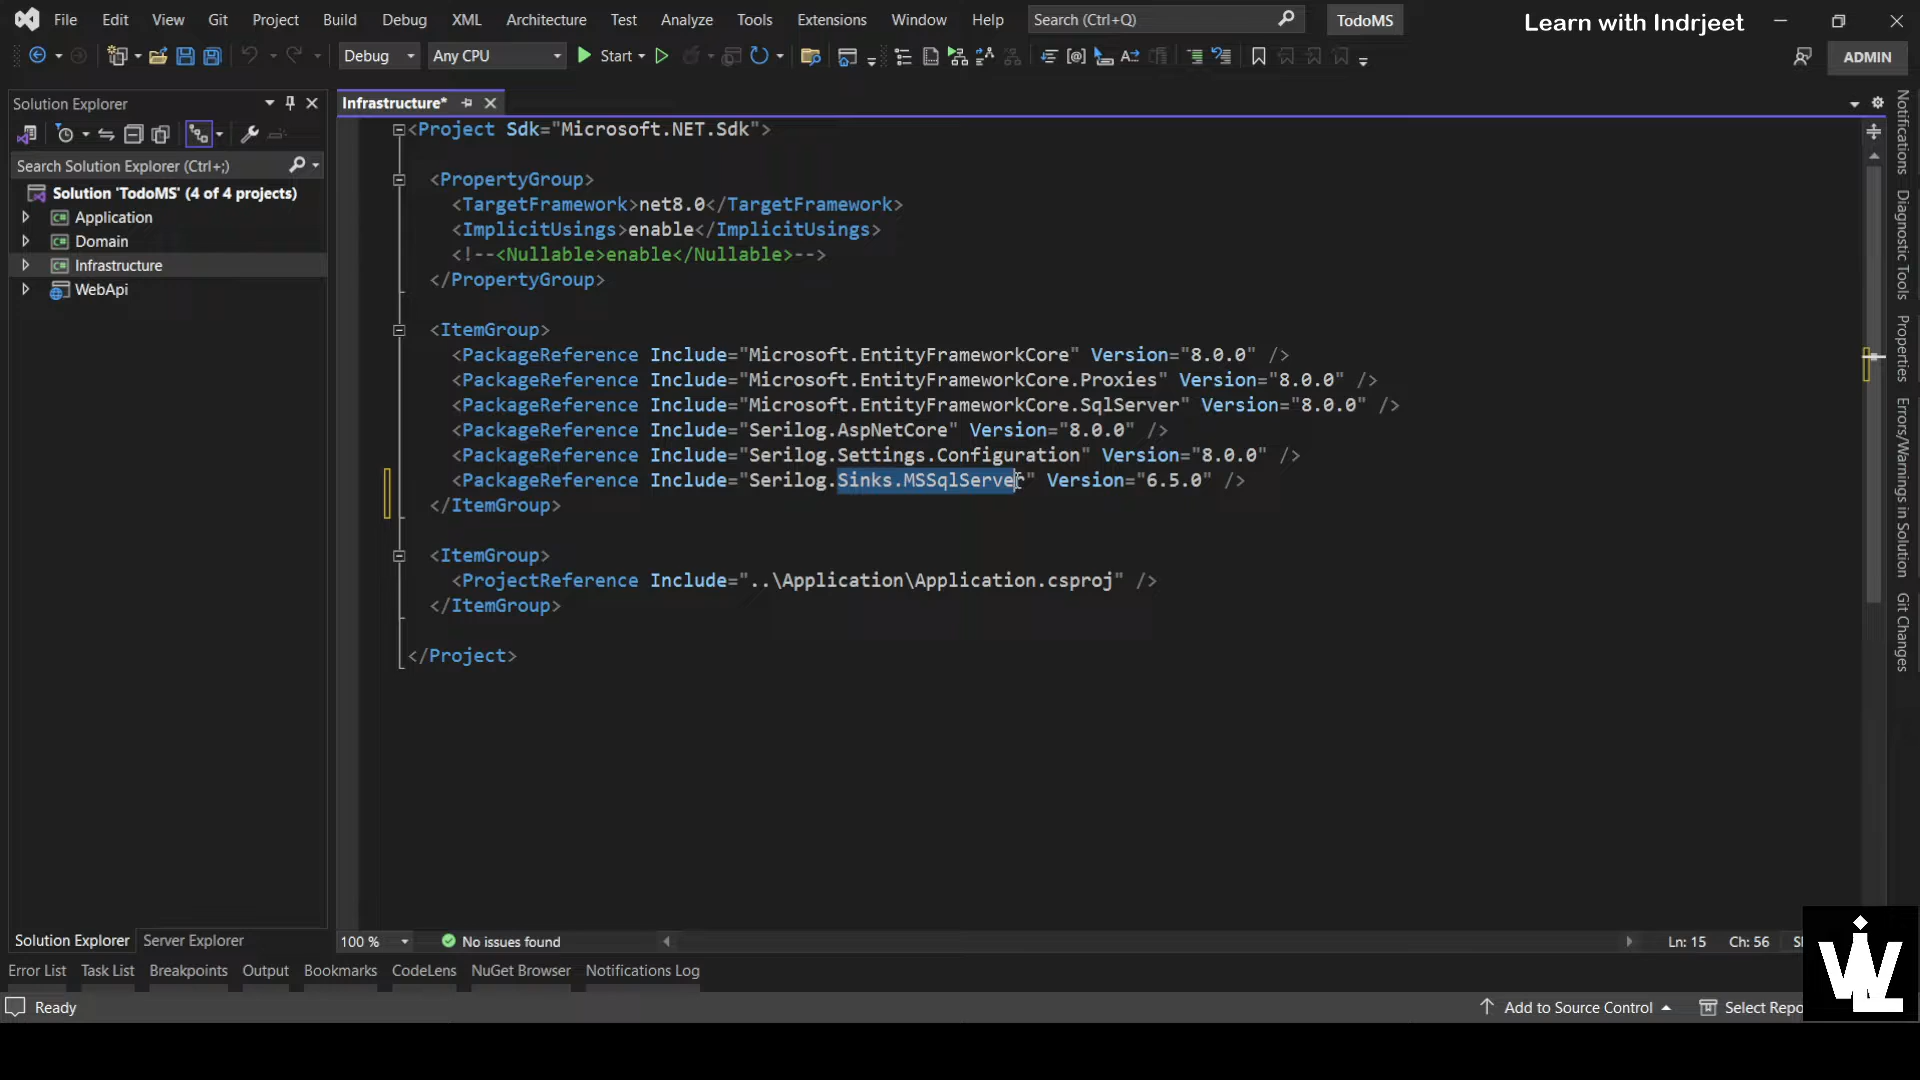 File Edit View Git Project Build Debug XML Architecture Test Analyze Tools Extensions Window Help Search (Ctrl+Q) TodoMS Learn with Indrjeet
Debug Any CPU Start ADMIN
Solution Explorer
Infrastructure*
Search Solution Explorer (Ctrl+;)
Solution 'TodoMS' (4 of 4 projects)
Application
Domain
Infrastructure
WebApi
<Project Sdk="Microsoft.NET.Sdk">
<PropertyGroup>
<TargetFramework>net8.0</TargetFramework>
<ImplicitUsings>enable</ImplicitUsings>
<!--<Nullable>enable</Nullable>-->
</PropertyGroup>
<ItemGroup>
<PackageReference Include="Microsoft.EntityFrameworkCore" Version="8.0.0" />
<PackageReference Include="Microsoft.EntityFrameworkCore.Proxies" Version="8.0.0" />
<PackageReference Include="Microsoft.EntityFrameworkCore.SqlServer" Version="8.0.0" />
<PackageReference Include="Serilog.AspNetCore" Version="8.0.0" />
<PackageReference Include="Serilog.Settings.Configuration" Version="8.0.0" />
<PackageReference Include="Serilog.Sinks.MSSqlServer" Version="6.5.0" />
</ItemGroup>
<ItemGroup>
<ProjectReference Include="..\Application\Application.csproj" />
</ItemGroup>
</Project>
Notifications
Diagnostic Tools
Properties
Errors/Warnings in Solution
Git Changes
Solution Explorer Server Explorer
100 % No issues found Ln: 15 Ch: 56
Error List Task List Breakpoints Output Bookmarks CodeLens NuGet Browser Notifications Log
Ready Add to Source Control Select Repo